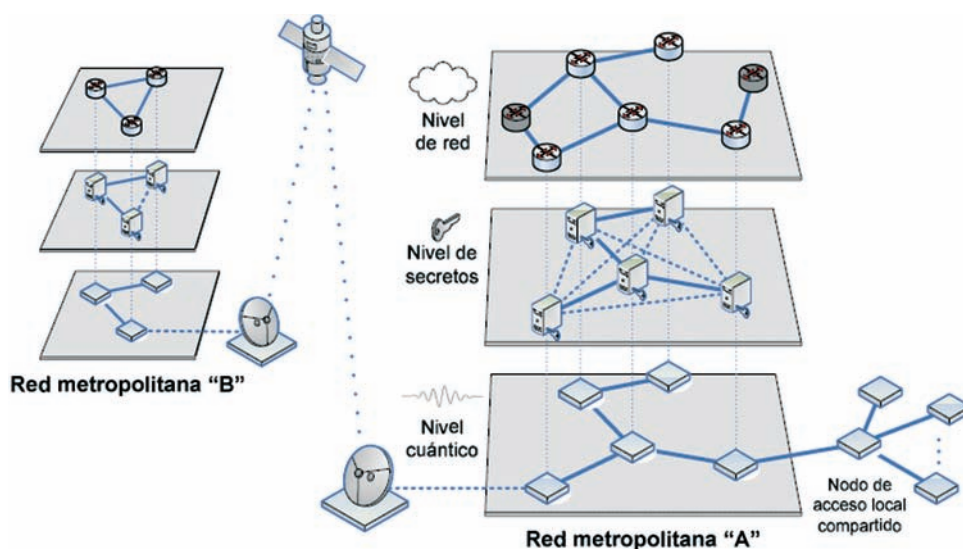 Nivel
de red
Nivel de
secretos
Red metropolitana “B”
Nivel
cuántico
Nodo de
acceso local
compartido
Red metropolitana “A”